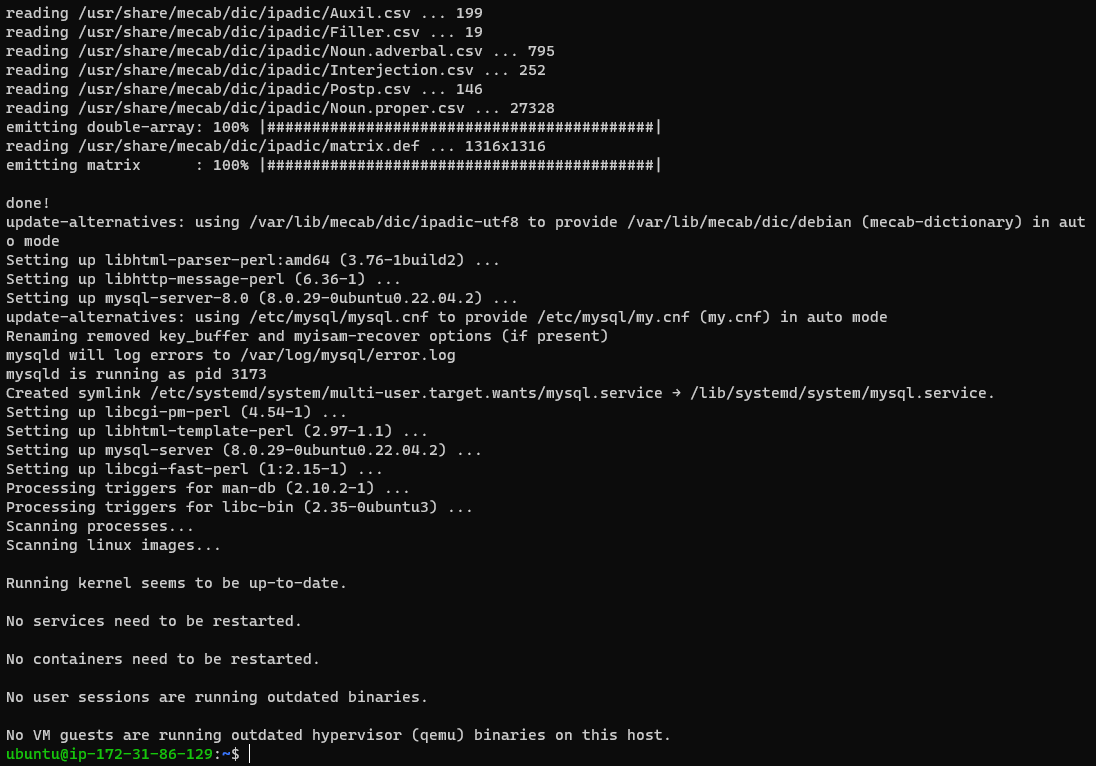 reading /usr/share/mecab/dic/ipadic/Auxil.csv ... 199
reading /usr/share/mecab/dic/ipadic/Filler.csv ... 19
reading /usr/share/mecab/dic/ipadic/Noun.adverbal.csv ... 795
reading /usr/share/mecab/dic/ipadic/Interjection.csv ... 252
reading /usr/share/mecab/dic/ipadic/Postp.csv ... 146
reading /usr/share/mecab/dic/ipadic/Noun.proper.csv ... 27328
emitting double-array: 100% |###########################################|
reading /usr/share/mecab/dic/ipadic/matrix.def ... 1316x1316
emitting matrix      : 100% |###########################################|
done!
update-alternatives: using /var/lib/mecab/dic/ipadic-utf8 to provide /var/lib/mecab/dic/debian (mecab-dictionary) in aut
o mode
Setting up libhtml-parser-perl:amd64 (3.76-1build2) ...
Setting up libhttp-message-perl (6.36-1) ...
Setting up mysql-server-8.0 (8.0.29-0ubuntu0.22.04.2) ...
update-alternatives: using /etc/mysql/mysql.cnf to provide /etc/mysql/my.cnf (my.cnf) in auto mode
Renaming removed key_buffer and myisam-recover options (if present)
mysqld will log errors to /var/log/mysql/error.log
mysqld is running as pid 3173
Created symlink /etc/systemd/system/multi-user.target.wants/mysql.service → /lib/systemd/system/mysql.service.
Setting up libcgi-pm-perl (4.54-1) ...
Setting up libhtml-template-perl (2.97-1.1) ...
Setting up mysql-server (8.0.29-0ubuntu0.22.04.2) ...
Setting up libcgi-fast-perl (1:2.15-1) ...
Processing triggers for man-db (2.10.2-1) ...
Processing triggers for libc-bin (2.35-0ubuntu3) ...
Scanning processes...
Scanning linux images...
Running kernel seems to be up-to-date.
No services need to be restarted.
No containers need to be restarted.
No user sessions are running outdated binaries.
No VM guests are running outdated hypervisor (qemu) binaries on this host.
ubuntu@ip-172-31-86-129:~$